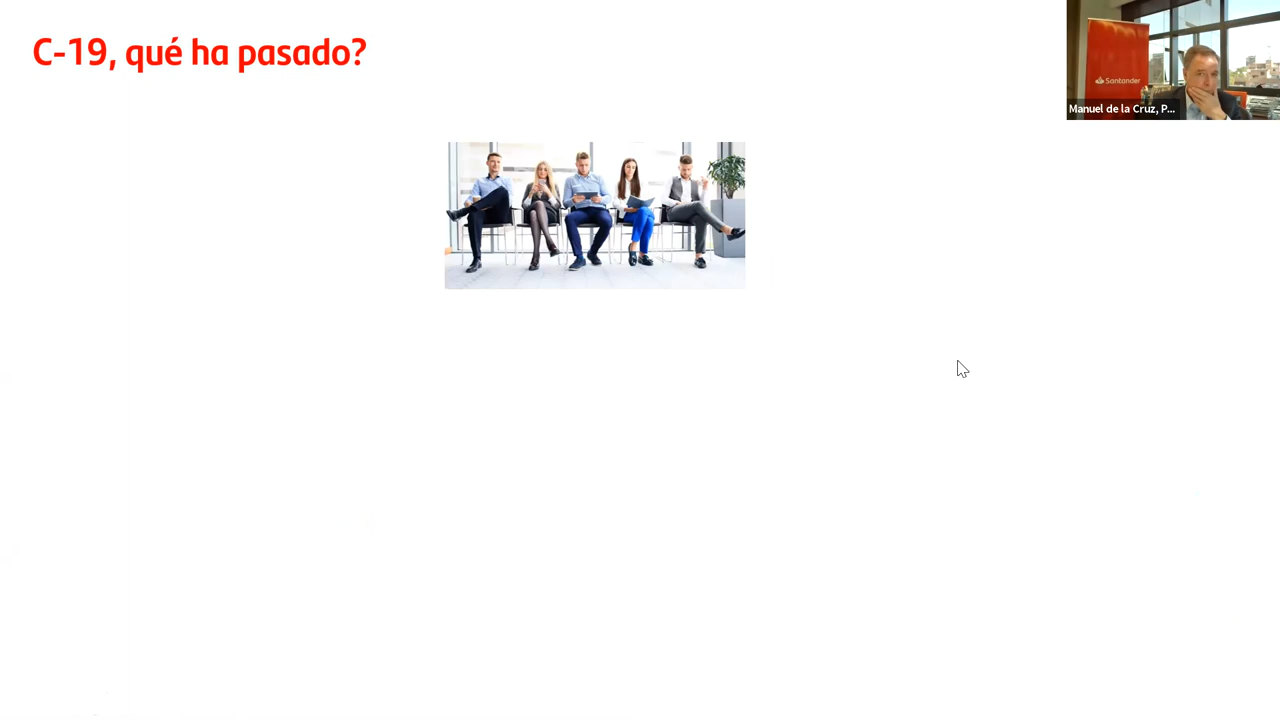 C-19, qué ha pasado?
Santander
Manuel de la Cruz, P...